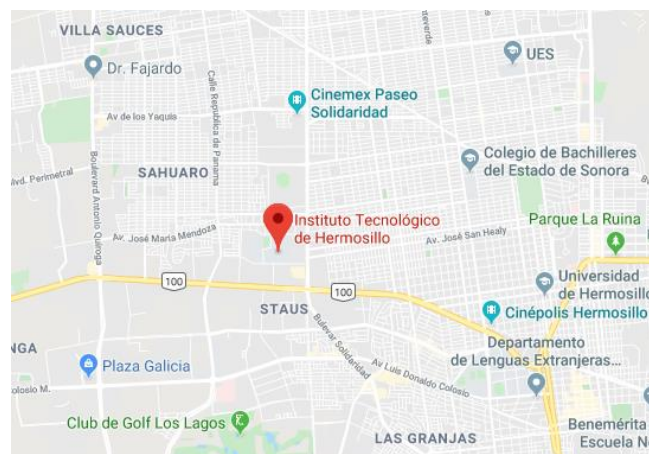 VILLA SAUCES
Dr. Fajardo
UES
Calle República de Panama
Cinemex Paseo
Solidaridad
Av de los Yaquis
Colegio de Bachilleres
del Estado de Sonora
Blvd. Perimetral
SAHUARO
Boulevard Antonio Quiroga
Instituto Tecnológico
de Hermosillo
Parque La Ruina
Av. José María Mendoza
Av. José San Healy
Universidad
de Hermosillo
100
100
STAUS
Cinépolis Hermosillo
Bulevar Solidaridad
Departamento
de Lenguas Extranjeras...
NGA
Plaza Galicia
Av Luis Donaldo Colosio
olosio M.
Club de Golf Los Lagos
LAS GRANJAS
Benemérita
Escuela No